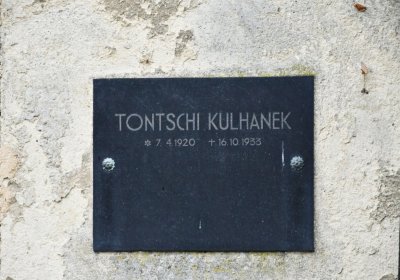 TONTSCHI KULHANEK
* 7. 4. 1920 + 16.10.1933